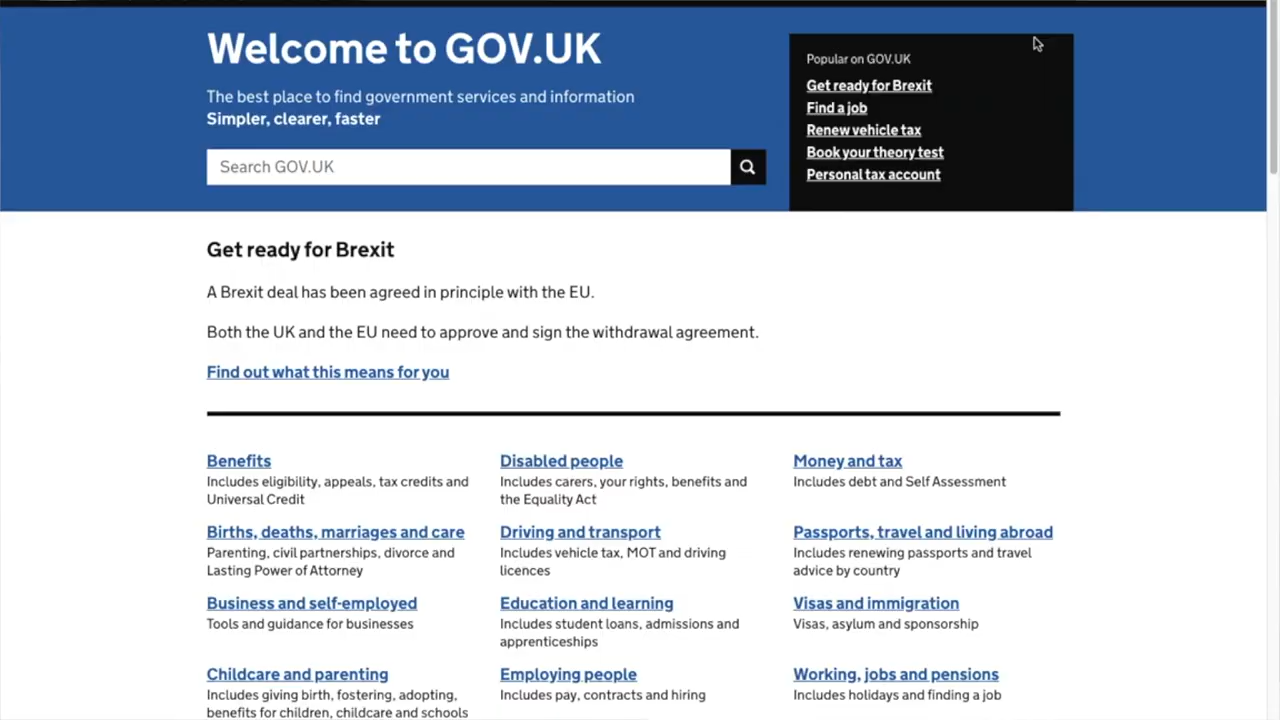 Welcome to GOV.UK
The best place to find government services and information
Simpler, clearer, faster
Search GOV.UK
Popular on GOV.UK
Get ready for Brexit
Find a job
Renew vehicle tax
Book your theory test
Personal tax account
Get ready for Brexit
A Brexit deal has been agreed in principle with the EU.
Both the UK and the EU need to approve and sign the withdrawal agreement.
Find out what this means for you
Benefits
Includes eligibility, appeals, tax credits and
Universal Credit
Births, deaths, marriages and care
Parenting, civil partnerships, divorce and
Lasting Power of Attorney
Business and self-employed
Tools and guidance for businesses
Childcare and parenting
Includes giving birth, fostering, adopting,
benefits for children, childcare and schools
Disabled people
Includes carers, your rights, benefits and
the Equality Act
Driving and transport
Includes vehicle tax, MOT and driving
licences
Education and learning
Includes student loans, admissions and
apprenticeships
Employing people
Includes pay, contracts and hiring
Money and tax
Includes debt and Self Assessment
Passports, travel and living abroad
Includes renewing passports and travel
advice by country
Visas and immigration
Visas, asylum and sponsorship
Working, jobs and pensions
Includes holidays and finding a job